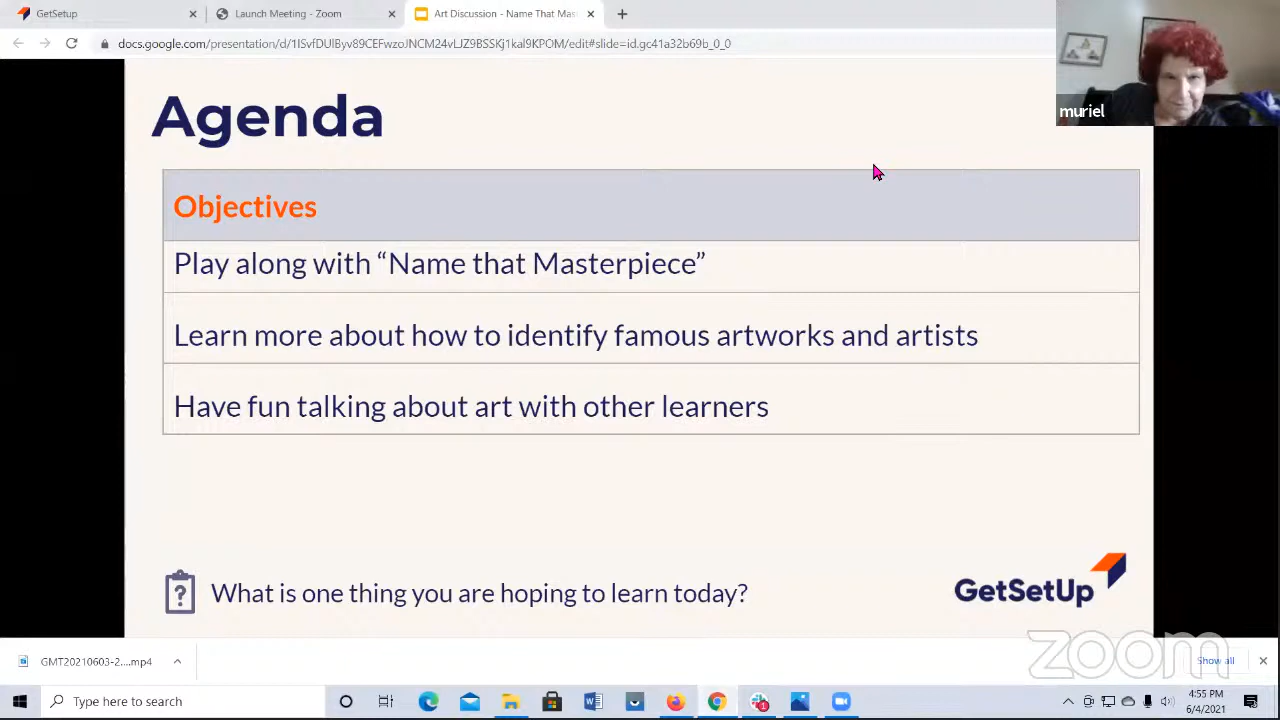 GetSetup
Launch Meeting - Zoom
Art Discussion - Name That Mas
docs.google.com/presentation/d/1ISvfDUlByv89CEFwzoJNCM24vLJZ9BSSKj1kal9KPOM/edit#slide=id.gc41a32b69b_0_0
muriel
Agenda
Objectives
Play along with “Name that Masterpiece”
Learn more about how to identify famous artworks and artists
Have fun talking about art with other learners
What is one thing you are hoping to learn today?
GetSetUp
zoom
GMT20210603-2....mp4
Show all
Type here to search
4:55 PM
6/4/2021